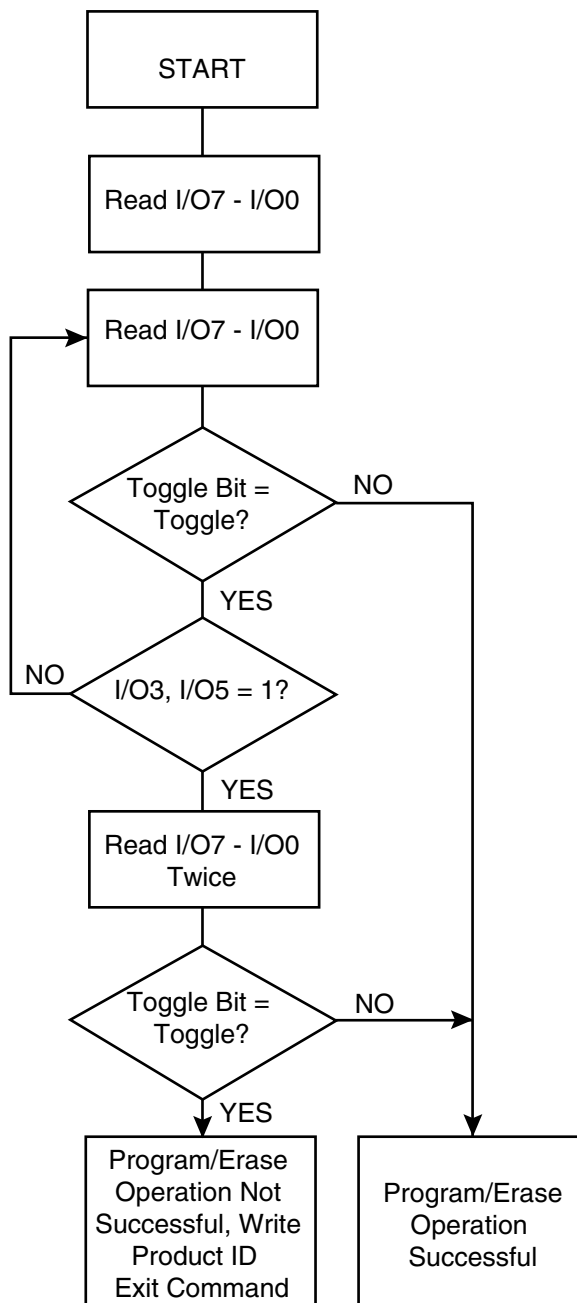 START
Read I/O7 - I/O0
Read I/O7 - I/O0
Toggle Bit =
Toggle?
NO
YES
NO
I/O3, I/O5 = 1?
YES
Read I/O7 - I/O0
Twice
Toggle Bit =
Toggle?
NO
YES
Program/Erase
Operation Not
Successful, Write
Product ID
Exit Command
Program/Erase
Operation
Successful